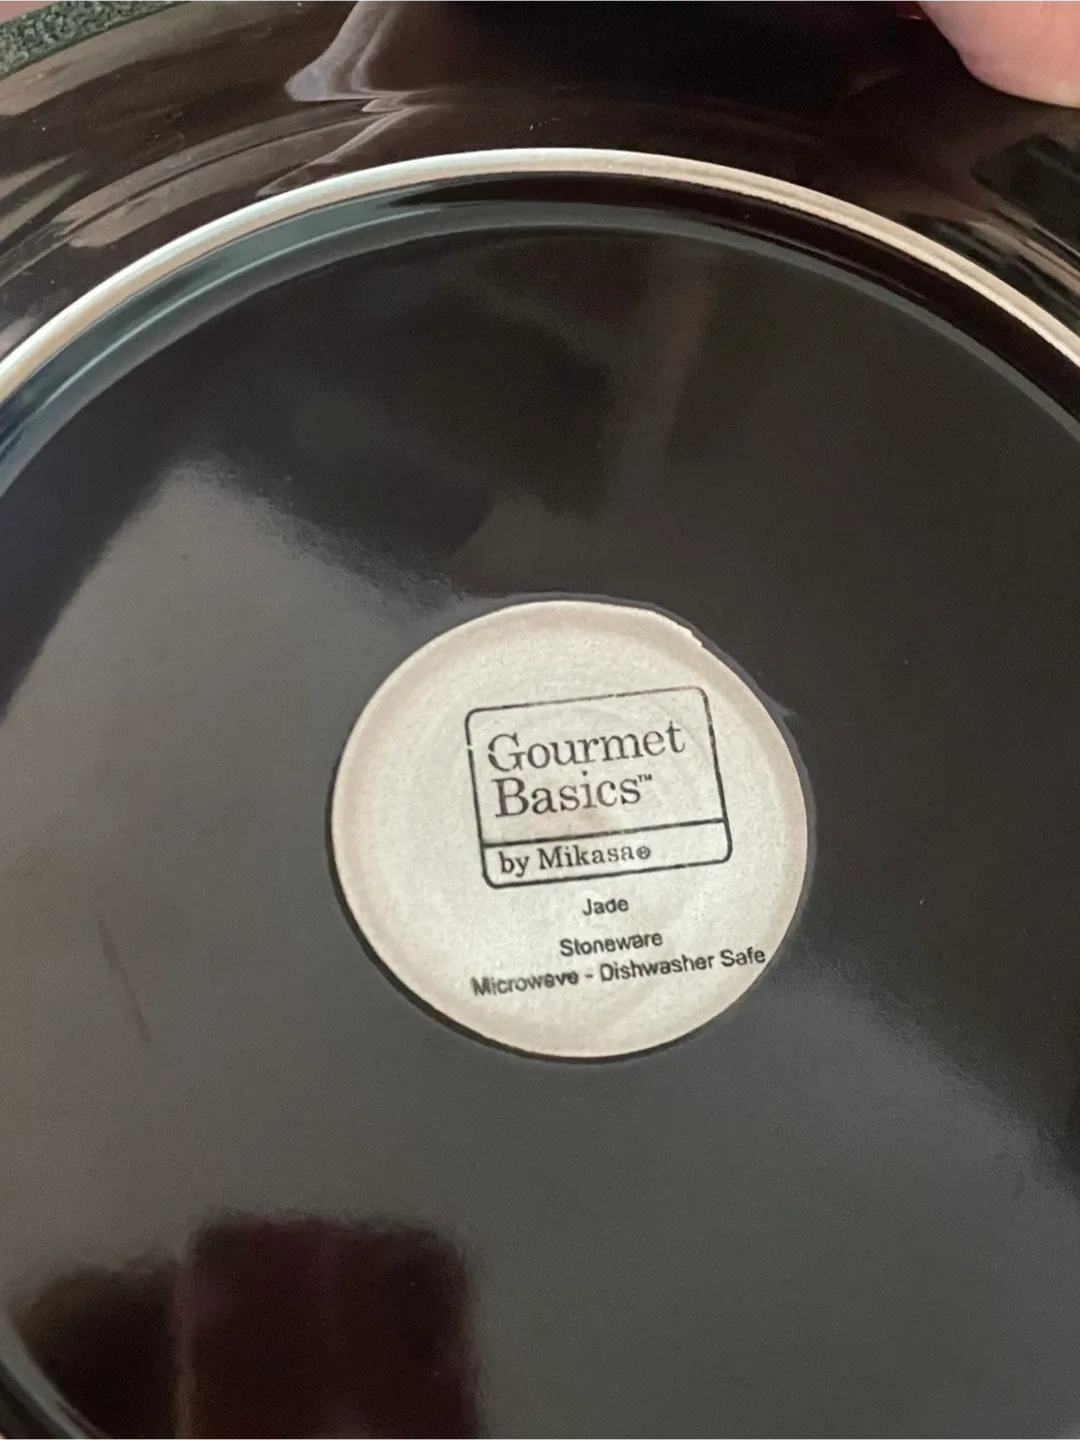 Gourmet
Basics™
by Mikasa®
Jade
Stoneware
Microwave - Dishwasher Safe